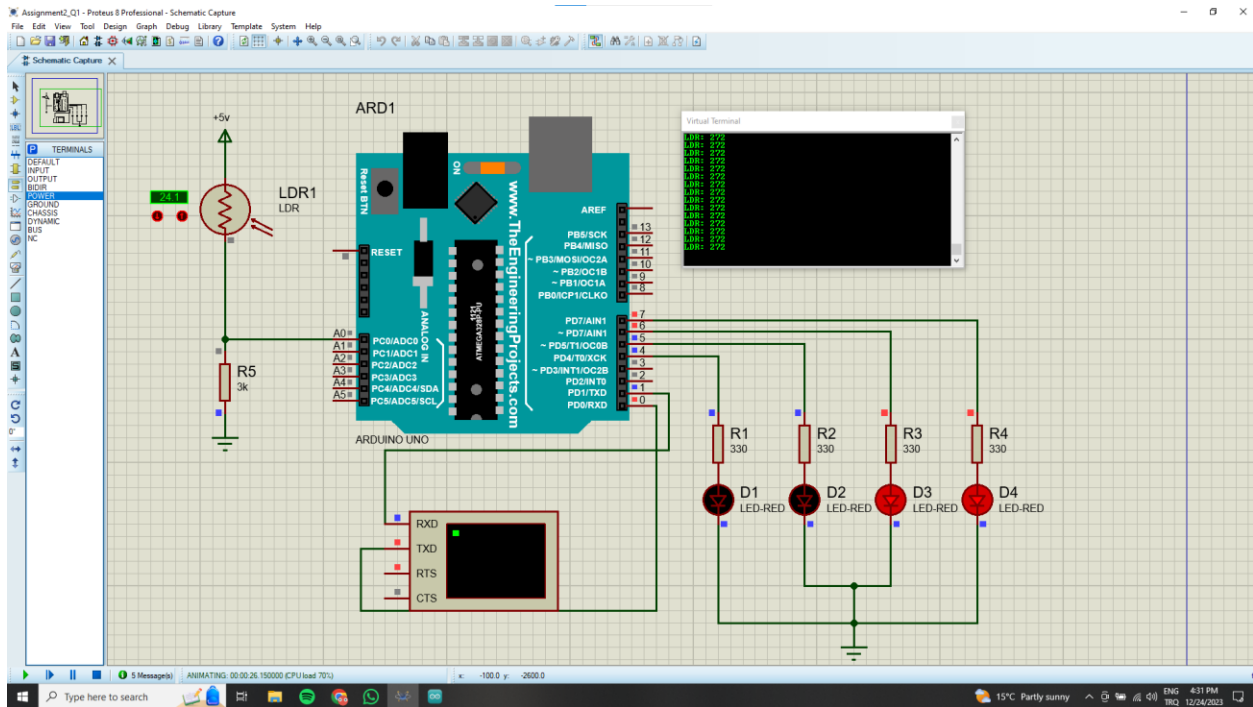 Assignment2_Q1 - Proteus 8 Professional - Schematic Capture
File Edit View Tool Design Graph Debug Library Template System Help
Schematic Capture
P TERMINALS
DEFAULT
INPUT
OUTPUT
BIDIR
POWER
GROUND
CHASSIS
DYNAMIC
BUS
NC
+5v
24.1
LDR1
LDR
R5
3k
ARD1
Reset BTN
ON
www.TheEngineeringProjects.com
1121
ATMEGA328P-PU
ANALOG IN
RESET
A0 PC0/ADC0
A1 PC1/ADC1
A2 PC2/ADC2
A3 PC3/ADC3
A4 PC4/ADC4/SDA
A5 PC5/ADC5/SCL
AREF
PB5/SCK 13
PB4/MISO 12
~ PB3/MOSI/OC2A 11
~ PB2/OC1B 10
~ PB1/OC1A 9
PB0/ICP1/CLKO 8
PD7/AIN1 7
~ PD7/AIN1 6
~ PD5/T1/OC0B 5
PD4/T0/XCK 4
~ PD3/INT1/OC2B 3
PD2/INT0 2
PD1/TXD 1
PD0/RXD 0
ARDUINO UNO
Virtual Terminal
LDR: 272
LDR: 272
LDR: 272
LDR: 272
LDR: 272
LDR: 272
LDR: 272
LDR: 272
LDR: 272
LDR: 272
LDR: 272
LDR: 272
LDR: 272
LDR: 272
RXD
TXD
RTS
CTS
R1
330
R2
330
R3
330
R4
330
D1
LED-RED
D2
LED-RED
D3
LED-RED
D4
LED-RED
0°
5 Message(s) ANIMATING: 00:00:26.150000 (CPU load 70%) x: -100.0 y: -2600.0
Type here to search
15°C Partly sunny
ENG 4:31 PM
TRQ 12/24/2023